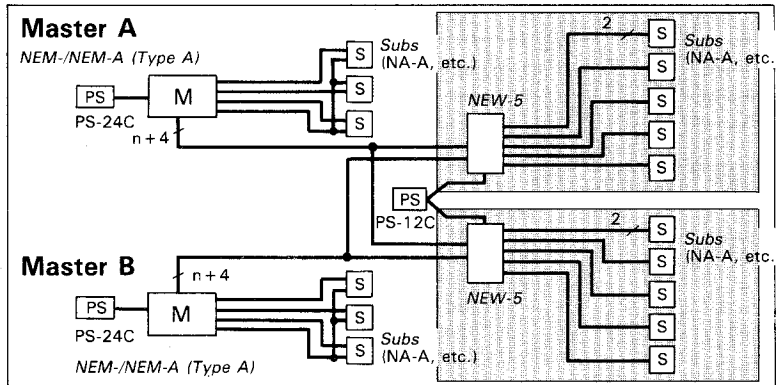 Master A
NEM-/NEM-A (Type A)
PS
PS-24C
M
n+4
S
S
S
Subs
(NA-A, etc.)
NEW-5
2
S
S
S
S
S
Subs
(NA-A, etc.)
PS
PS-12C
Master B
n+4
PS
PS-24C
M
NEM-/NEM-A (Type A)
S
S
S
Subs
(NA-A, etc.)
NEW-5
2
S
S
S
S
S
Subs
(NA-A, etc.